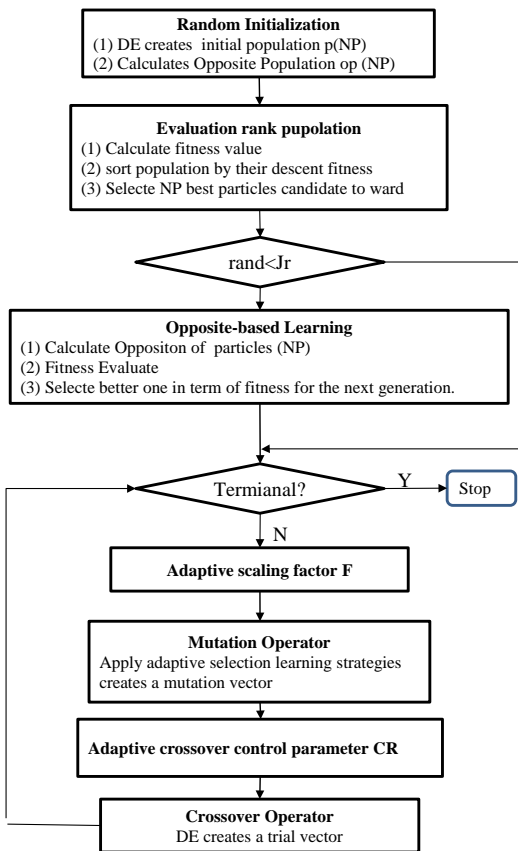 Random Initialization
(1) DE creates initial population p(NP)
(2) Calculates Opposite Population op (NP)
Evaluation rank pupolation
(1) Calculate fitness value
(2) sort population by their descent fitness
(3) Selecte NP best particles candidate to ward
rand<Jr
Opposite-based Learning
(1) Calculate Oppositon of particles (NP)
(2) Fitness Evaluate
(3) Selecte better one in term of fitness for the next generation.
Termianal?
Y
Stop
N
Adaptive scaling factor F
Mutation Operator
Apply adaptive selection learning strategies
creates a mutation vector
Adaptive crossover control parameter CR
Crossover Operator
DE creates a trial vector